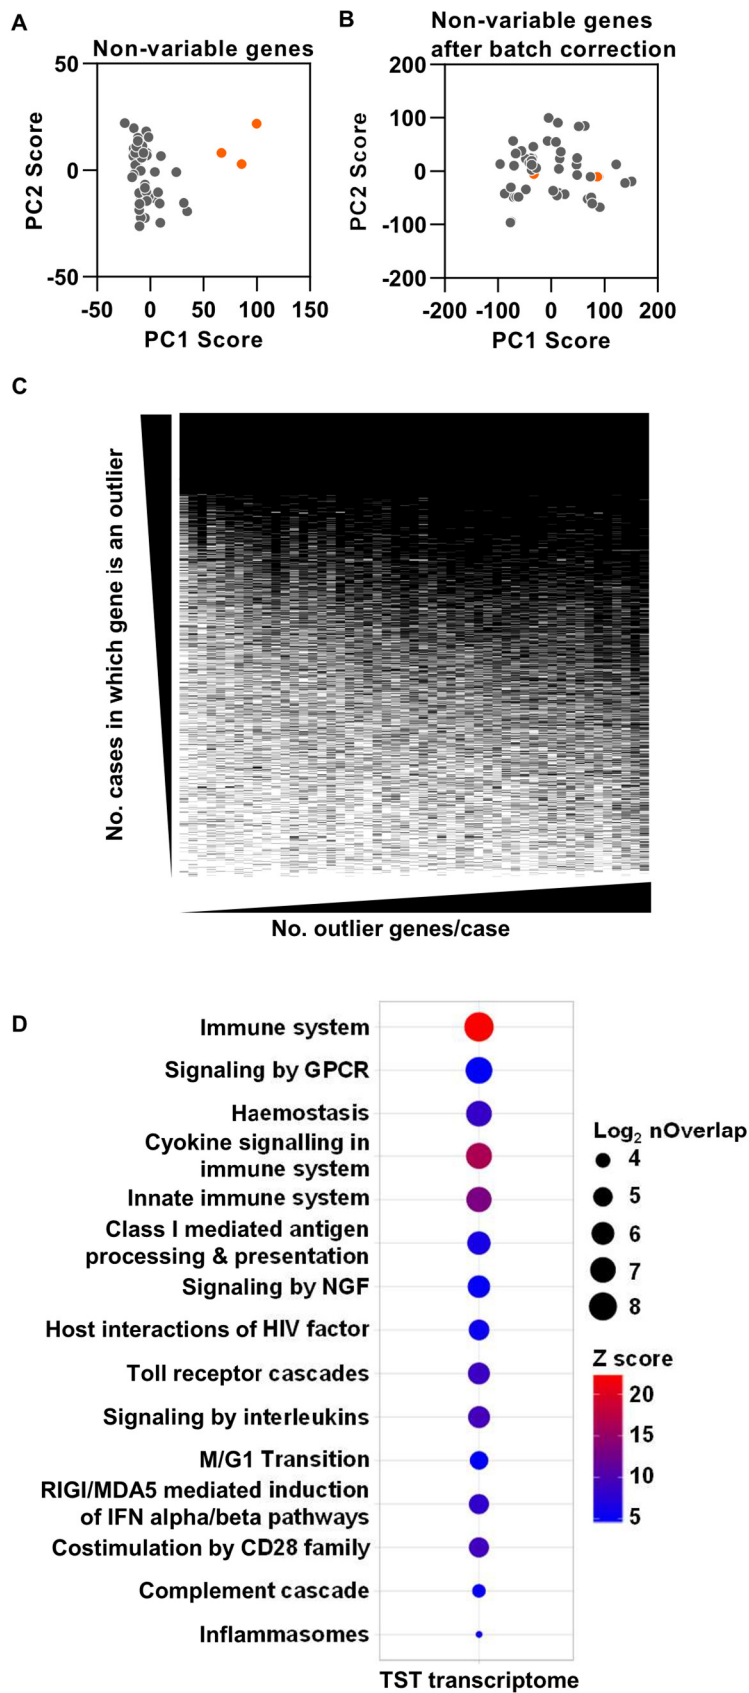 A
Non-variable genes
50
0
-50
-50 0 50 100 150
PC1 Score
PC2 Score
B
Non-variable genes
after batch correction
200
100
0
-100
-200
-200 -100 0 100 200
PC1 Score
PC2 Score
C
No. cases in which gene is an outlier
No. outlier genes/case
D
Immune system
Signaling by GPCR
Haemostasis
Cyokine signalling in
immune system
Innate immune system
Class I mediated antigen
processing & presentation
Signaling by NGF
Host interactions of HIV factor
Toll receptor cascades
Signaling by interleukins
M/G1 Transition
RIGI/MDA5 mediated induction
of IFN alpha/beta pathways
Costimulation by CD28 family
Complement cascade
Inflammasomes
TST transcriptome
Log2 nOverlap
4
5
6
7
8
Z score
20
15
10
5